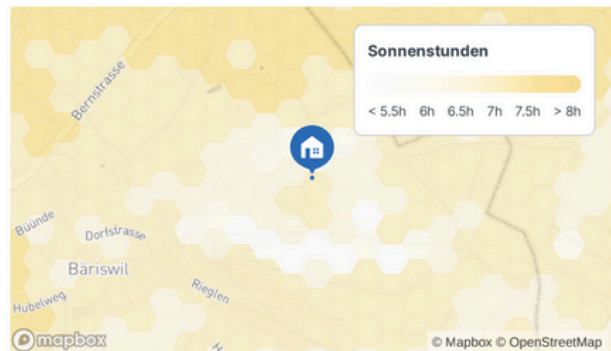 Sonnenstunden
< 5.5h 6h 6.5h 7h 7.5h > 8h
Bernstrasse
Büünde
Dorfstrasse
Bäriswil
Rieglen
Hubelweg
mapbox
© Mapbox © OpenStreetMap